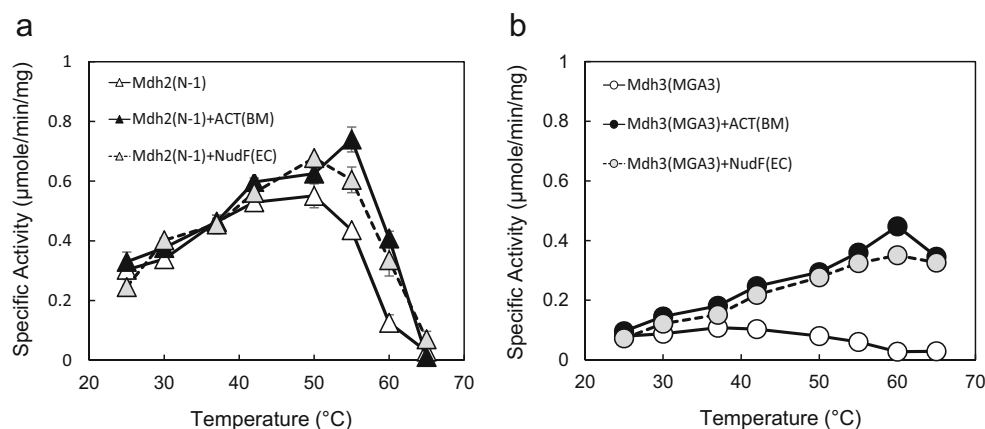 a
Specific Activity (µmole/min/mg)
1
0.8
0.6
0.4
0.2
0
Mdh2(N-1)
Mdh2(N-1)+ACT(BM)
Mdh2(N-1)+NudF(EC)
20 30 40 50 60 70
Temperature (°C)
b
Specific Activity (µmole/min/mg)
1
0.8
0.6
0.4
0.2
0
Mdh3(MGA3)
Mdh3(MGA3)+ACT(BM)
Mdh3(MGA3)+NudF(EC)
20 30 40 50 60 70
Temperature (°C)